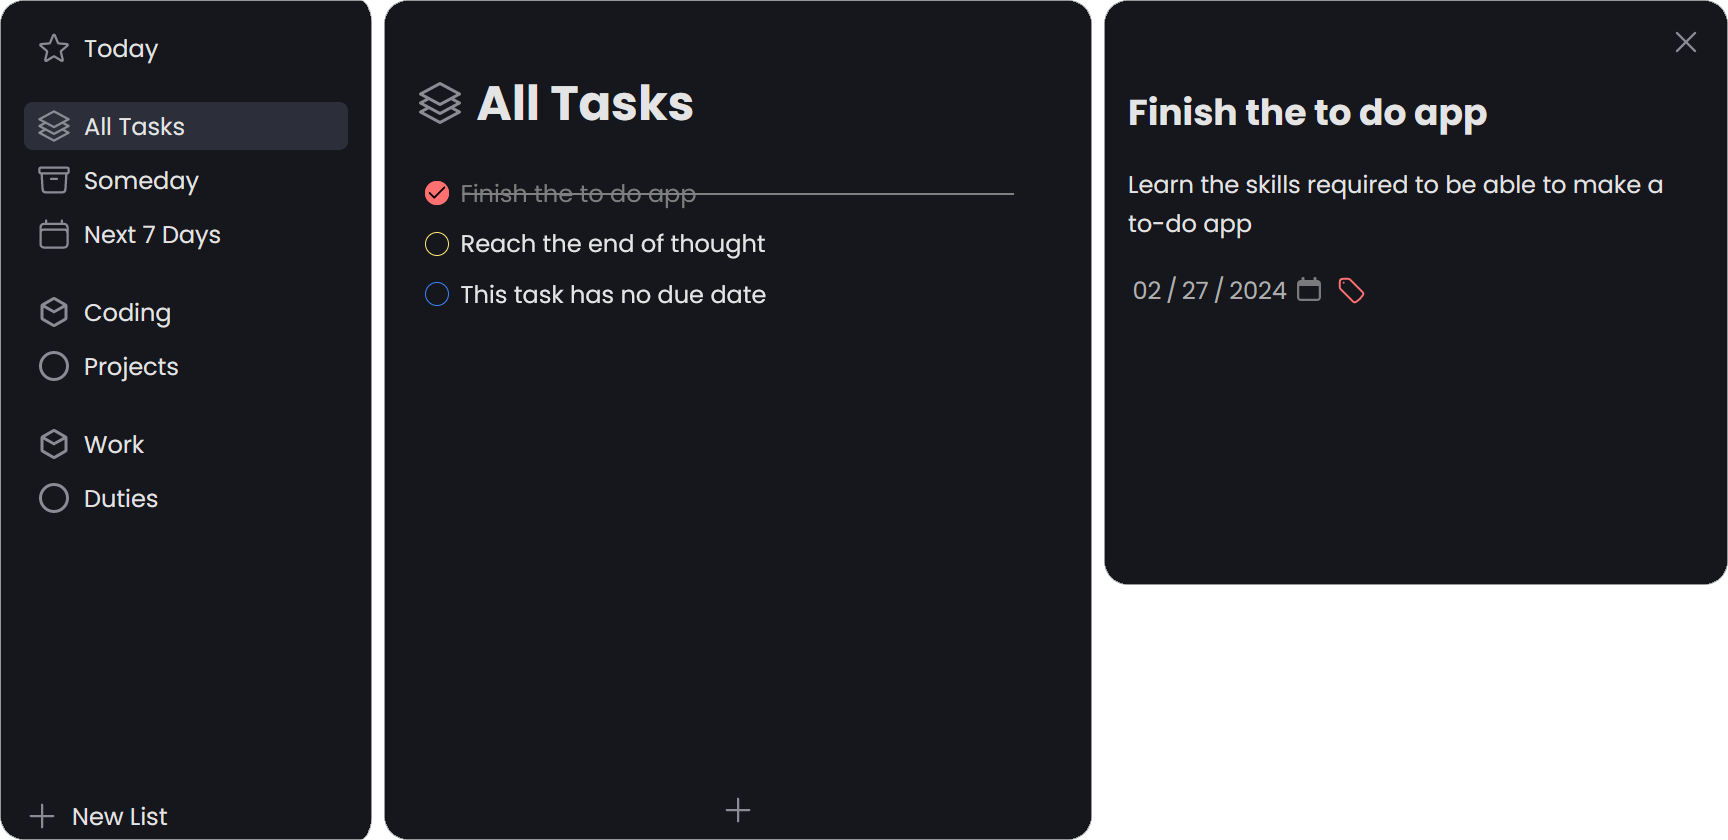 Today
All Tasks
Someday
Next 7 Days
Coding
Projects
Work
Duties
New List
All Tasks
Finish the to do app
Reach the end of thought
This task has no due date
Finish the to do app
Learn the skills required to be able to make a
to-do app
02 / 27 / 2024